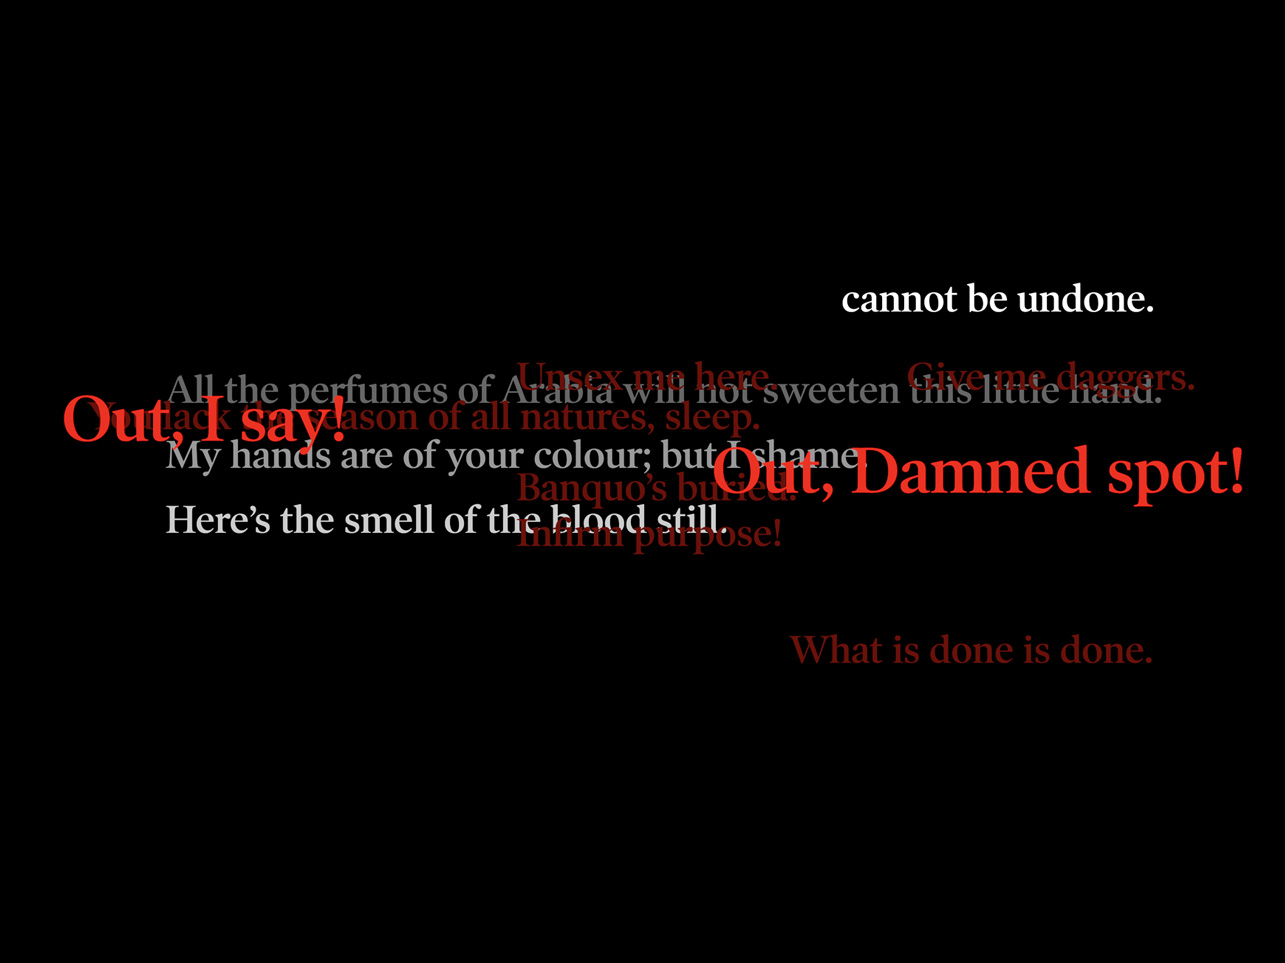 cannot be undone.
Unsex me here.
Give me daggers.
All the perfumes of Arabia will not sweeten this little hand.
Out, I say!
You lack the season of all natures, sleep.
My hands are of your colour; but I shame.
Out, Damned spot!
Banquo’s buried.
Here’s the smell of the blood still.
Infirm purpose!
What is done is done.